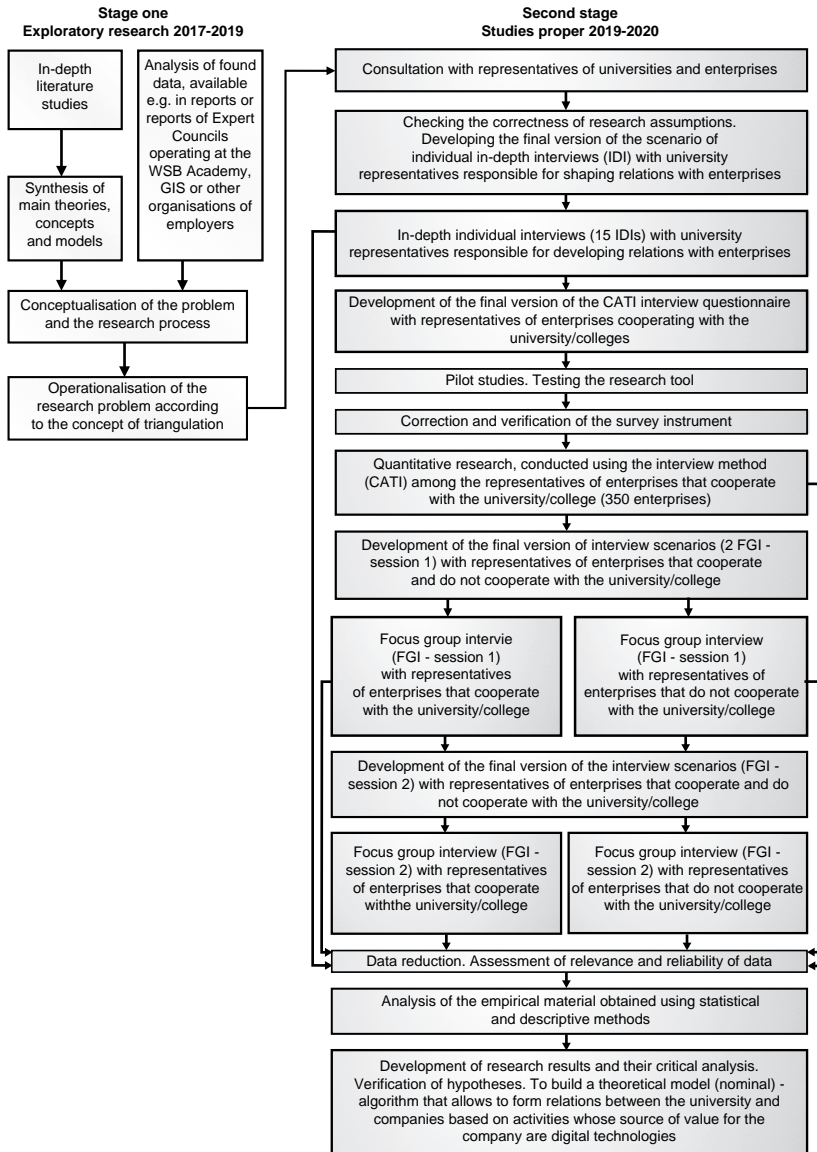 Stage one
Exploratory research 2017-2019
In-depth
literature
studies
Analysis of found
data, available
e.g. in reports or
reports of Expert
Councils
operating at the
WSB Academy,
GIS or other
organisations of
employers
Synthesis of
main theories,
concepts
and models
Conceptualisation of the problem
and the research process
Operationalisation of the
research problem according
to the concept of triangulation
Second stage
Studies proper 2019-2020
Consultation with representatives of universities and enterprises
Checking the correctness of research assumptions.
Developing the final version of the scenario of
individual in-depth interviews (IDI) with university
representatives responsible for shaping relations with enterprises
In-depth individual interviews (15 IDIs) with university
representatives responsible for developing relations with enterprises
Development of the final version of the CATI interview questionnaire
with representatives of enterprises cooperating with the
university/colleges
Pilot studies. Testing the research tool
Correction and verification of the survey instrument
Quantitative research, conducted using the interview method
(CATI) among the representatives of enterprises that cooperate
with the university/college (350 enterprises)
Development of the final version of interview scenarios (2 FGI -
session 1) with representatives of enterprises that cooperate
and do not cooperate with the university/college
Focus group intervie
(FGI - session 1)
with representatives
of enterprises that cooperate
with the university/college
Focus group interview
(FGI - session 1)
with representatives of
enterprises that do not cooperate
with the university/college
Development of the final version of the interview scenarios (FGI -
session 2) with representatives of enterprises that cooperate and do
not cooperate with the university/college
Focus group interview (FGI -
session 2) with representatives
of enterprises that cooperate
withthe university/college
Focus group interview (FGI -
session 2) with representatives
of enterprises that do not cooperate
with the university/college
Data reduction. Assessment of relevance and reliability of data
Analysis of the empirical material obtained using statistical
and descriptive methods
Development of research results and their critical analysis.
Verification of hypotheses. To build a theoretical model (nominal) -
algorithm that allows to form relations between the university and
companies based on activities whose source of value for the
company are digital technologies